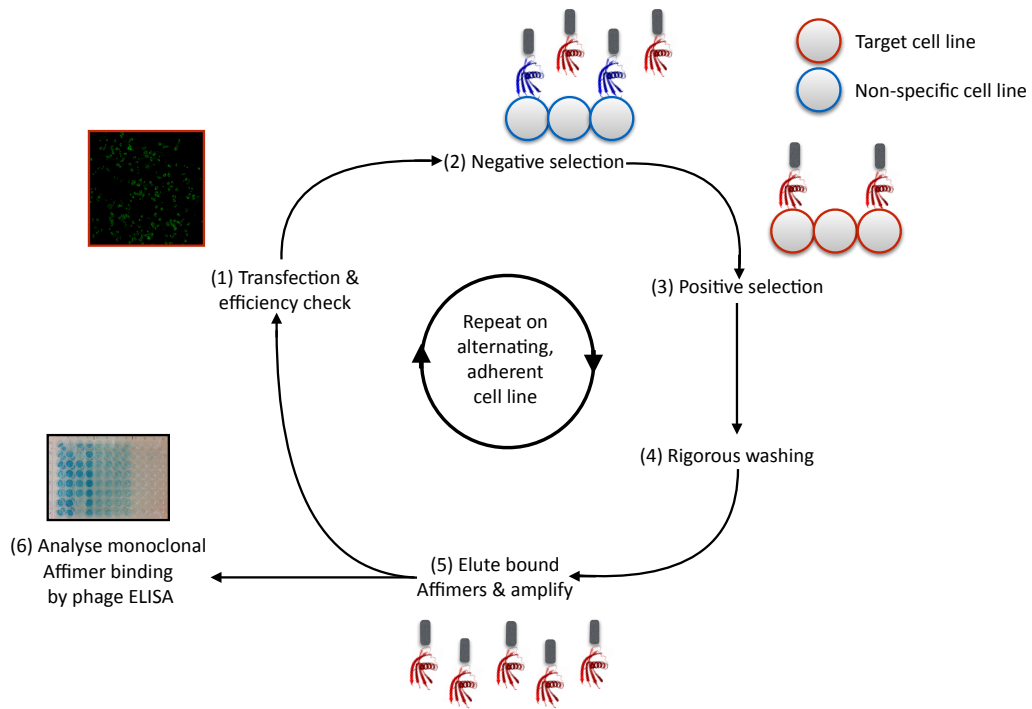 Target cell line
Non-specific cell line
(2) Negative selection
(1) Transfection &
efficiency check
(3) Positive selection
Repeat on
alternating,
adherent
cell line
(4) Rigorous washing
(6) Analyse monoclonal
Affimer binding
by phage ELISA
(5) Elute bound
Affimers & amplify